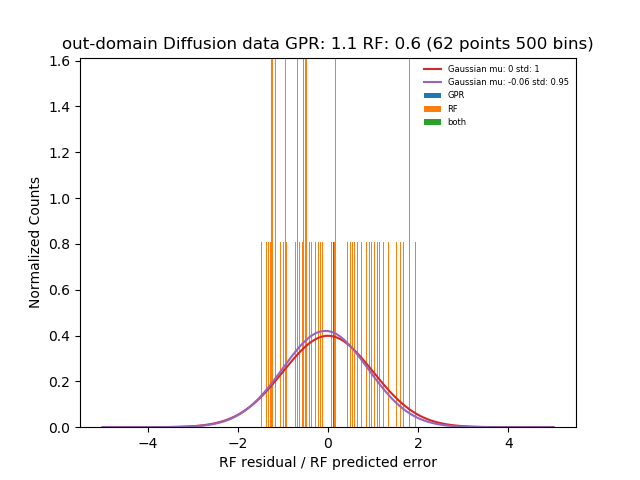 out-domain Diffusion data GPR: 1.1 RF: 0.6 (62 points 500 bins)
Gaussian mu: 0 std: 1
Gaussian mu: -0.06 std: 0.95
GPR
RF
both
Normalized Counts
1.6
1.4
1.2
1.0
0.8
0.6
0.4
0.2
0.0
−4 −2 0 2 4
RF residual / RF predicted error